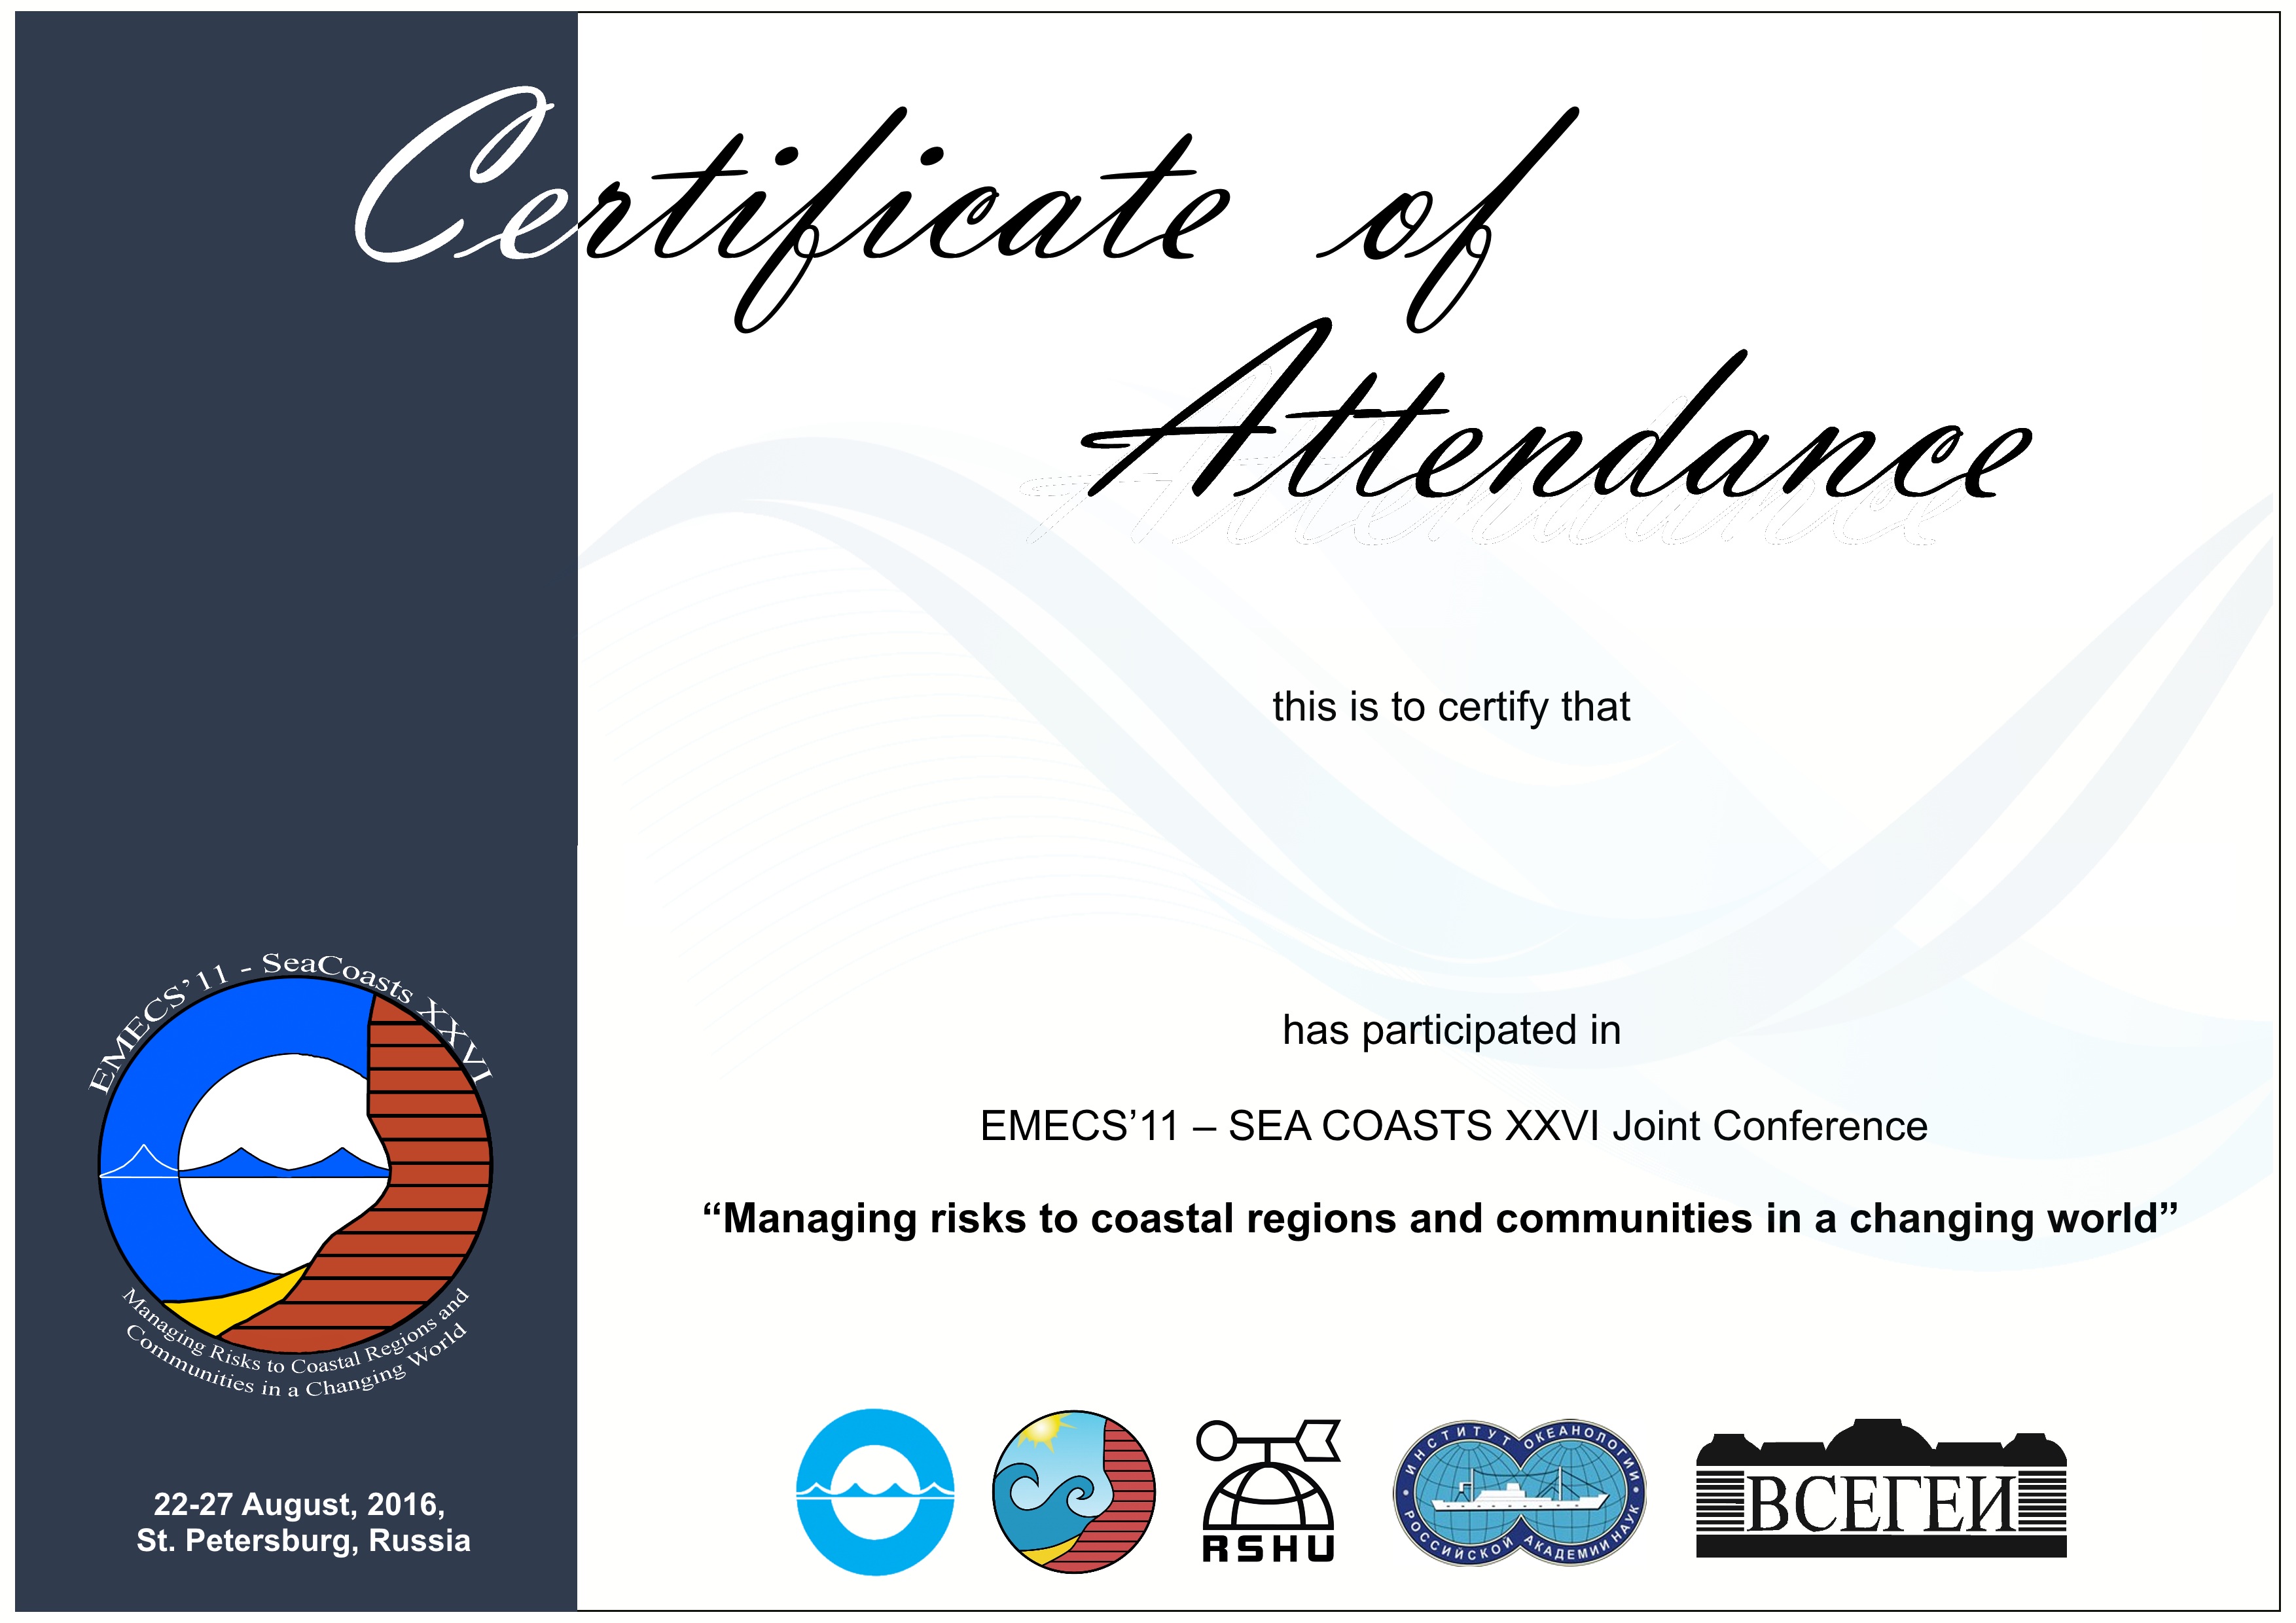 Certificate of
Attendance
this is to certify that
has participated in
EMECS’11 – SEA COASTS XXVI Joint Conference
“Managing risks to coastal regions and communities in a changing world”
EMECS’11 - SeaCoasts XXVI
Managing Risks to Coastal Regions and
Communities in a Changing World
22-27 August, 2016,
St. Petersburg, Russia
RSHU
ИНСТИТУТ ОКЕАНОЛОГИИ
РОССИЙСКОЙ АКАДЕМИИ НАУК
ВСЕГЕИ